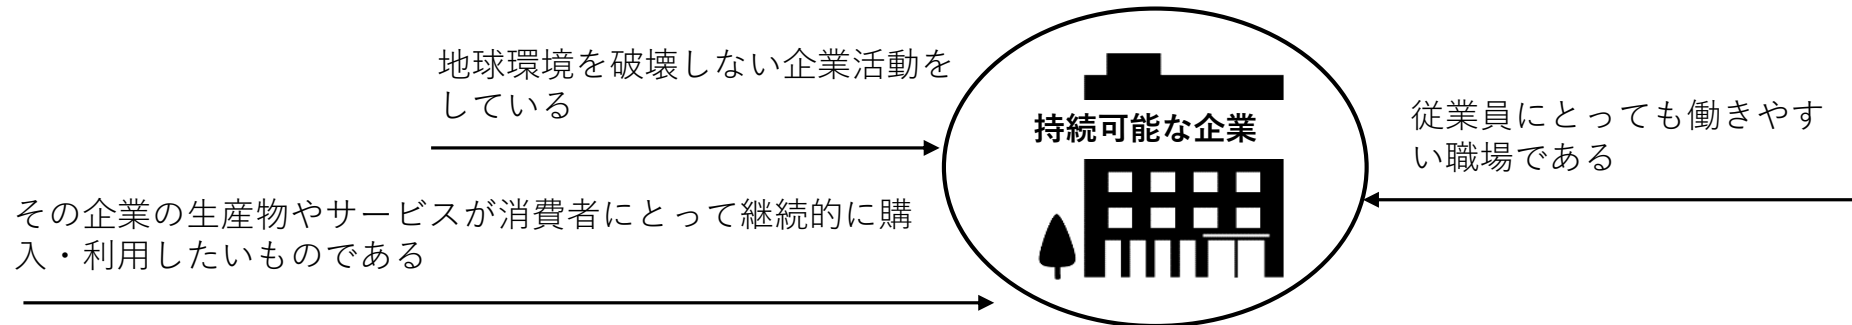 地球環境を破壊しない企業活動を
している
持続可能な企業
従業員にとっても働きやす
い職場である
その企業の生産物やサービスが消費者にとって継続的に購
入・利用したいものである